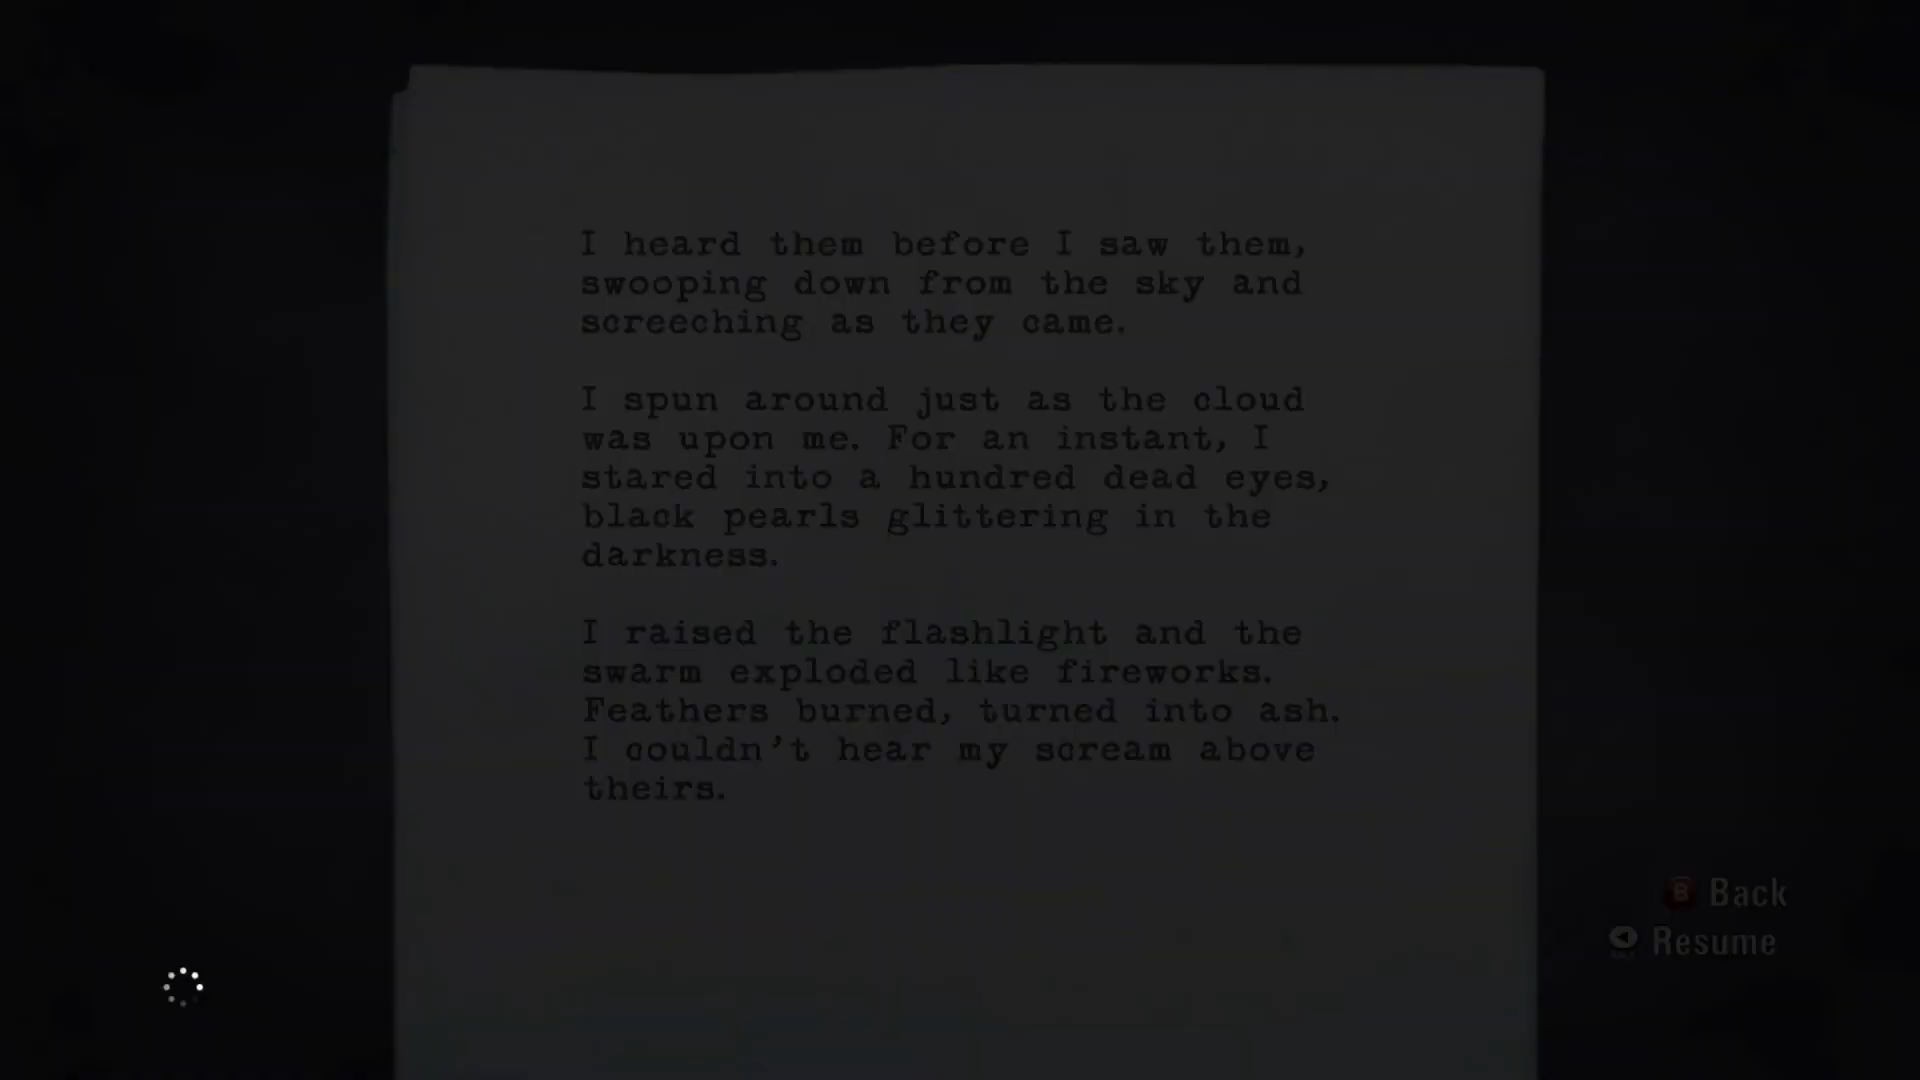 I heard them before I saw them,
swooping down from the sky and
screeching as they came.
I spun around just as the cloud
was upon me. For an instant, I
stared into a hundred dead eyes,
black pearls glittering in the
darkness.
I raised the flashlight and the
swarm exploded like fireworks.
Feathers burned, turned into ash.
I couldn't hear my scream above
theirs.
B Back
Resume